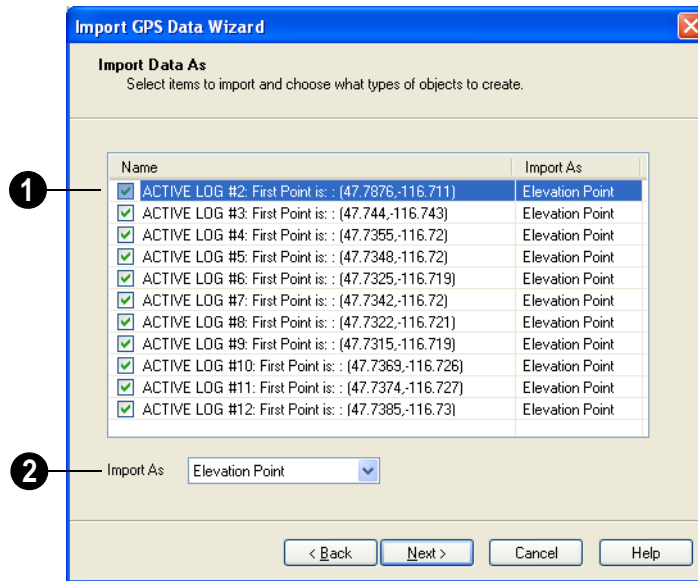 Import GPS Data Wizard
Import Data As
Select items to import and choose what types of objects to create.
Name Import As
1 ACTIVE LOG #2: First Point is: : (47.7876,-116.711) Elevation Point
ACTIVE LOG #3: First Point is: : (47.744,-116.743) Elevation Point
ACTIVE LOG #4: First Point is: : (47.7355,-116.72) Elevation Point
ACTIVE LOG #5: First Point is: : (47.7348,-116.72) Elevation Point
ACTIVE LOG #6: First Point is: : (47.7325,-116.719) Elevation Point
ACTIVE LOG #7: First Point is: : (47.7342,-116.72) Elevation Point
ACTIVE LOG #8: First Point is: : (47.7322,-116.721) Elevation Point
ACTIVE LOG #9: First Point is: : (47.7315,-116.719) Elevation Point
ACTIVE LOG #10: First Point is: : (47.7369,-116.726) Elevation Point
ACTIVE LOG #11: First Point is: : (47.7374,-116.727) Elevation Point
ACTIVE LOG #12: First Point is: : (47.7385,-116.73) Elevation Point
2 Import As Elevation Point
< Back Next > Cancel Help